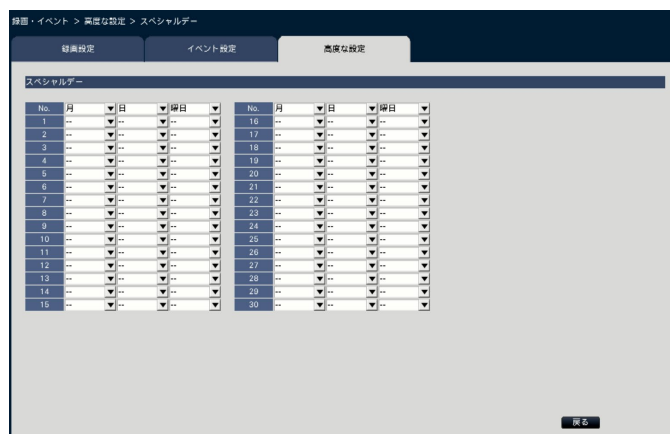 録画・イベント > 高度な設定 > スペシャルデー
録画設定 イベント設定 高度な設定
スペシャルデー
No. 月 ▼ 日 ▼ 曜日 ▼ No. 月 ▼ 日 ▼ 曜日 ▼
1 -- ▼ -- ▼ -- ▼ 16 -- ▼ -- ▼ -- ▼
2 -- ▼ -- ▼ -- ▼ 17 -- ▼ -- ▼ -- ▼
3 -- ▼ -- ▼ -- ▼ 18 -- ▼ -- ▼ -- ▼
4 -- ▼ -- ▼ -- ▼ 19 -- ▼ -- ▼ -- ▼
5 -- ▼ -- ▼ -- ▼ 20 -- ▼ -- ▼ -- ▼
6 -- ▼ -- ▼ -- ▼ 21 -- ▼ -- ▼ -- ▼
7 -- ▼ -- ▼ -- ▼ 22 -- ▼ -- ▼ -- ▼
8 -- ▼ -- ▼ -- ▼ 23 -- ▼ -- ▼ -- ▼
9 -- ▼ -- ▼ -- ▼ 24 -- ▼ -- ▼ -- ▼
10 -- ▼ -- ▼ -- ▼ 25 -- ▼ -- ▼ -- ▼
11 -- ▼ -- ▼ -- ▼ 26 -- ▼ -- ▼ -- ▼
12 -- ▼ -- ▼ -- ▼ 27 -- ▼ -- ▼ -- ▼
13 -- ▼ -- ▼ -- ▼ 28 -- ▼ -- ▼ -- ▼
14 -- ▼ -- ▼ -- ▼ 29 -- ▼ -- ▼ -- ▼
15 -- ▼ -- ▼ -- ▼ 30 -- ▼ -- ▼ -- ▼
戻る